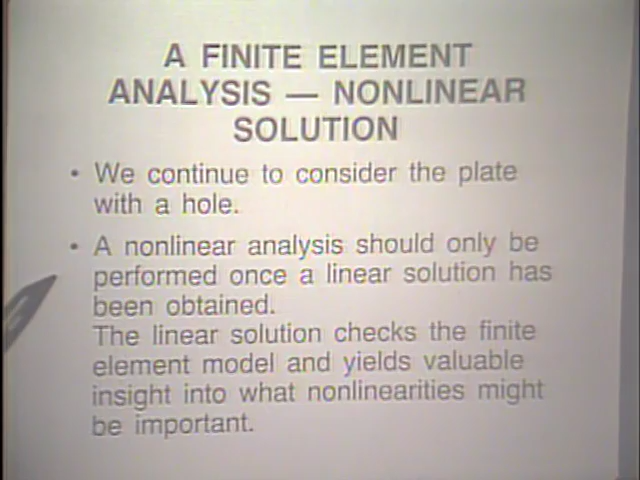 A FINITE ELEMENT
ANALYSIS — NONLINEAR
SOLUTION
• We continue to consider the plate
with a hole.
• A nonlinear analysis should only be
performed once a linear solution has
been obtained.
The linear solution checks the finite
element model and yields valuable
insight into what nonlinearities might
be important.